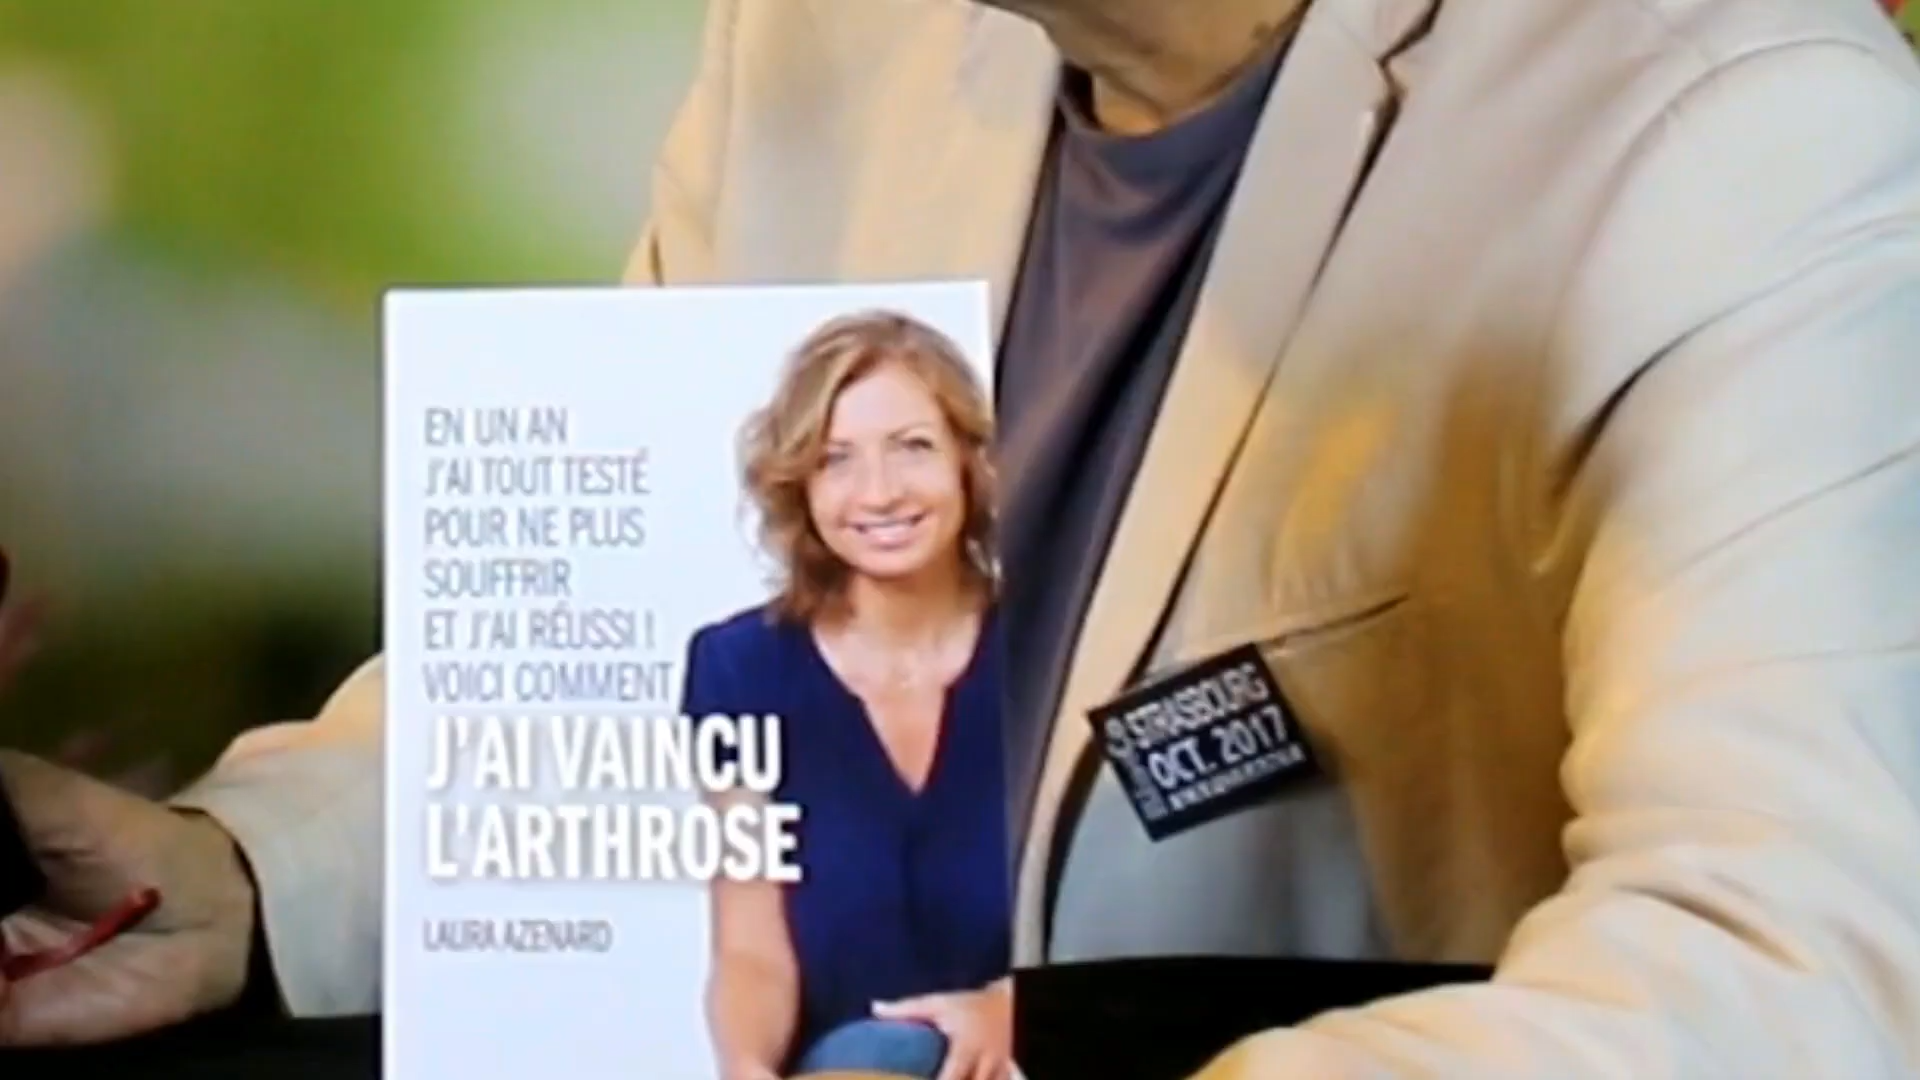 EN UN AN
J'AI TOUT TESTÉ
POUR NE PLUS
SOUFFRIR
ET J'AI RÉUSSI !
VOICI COMMENT
J'AI VAINCU
L'ARTHROSE
LAURA AZENARD
STRASBOURG
OCT. 2017